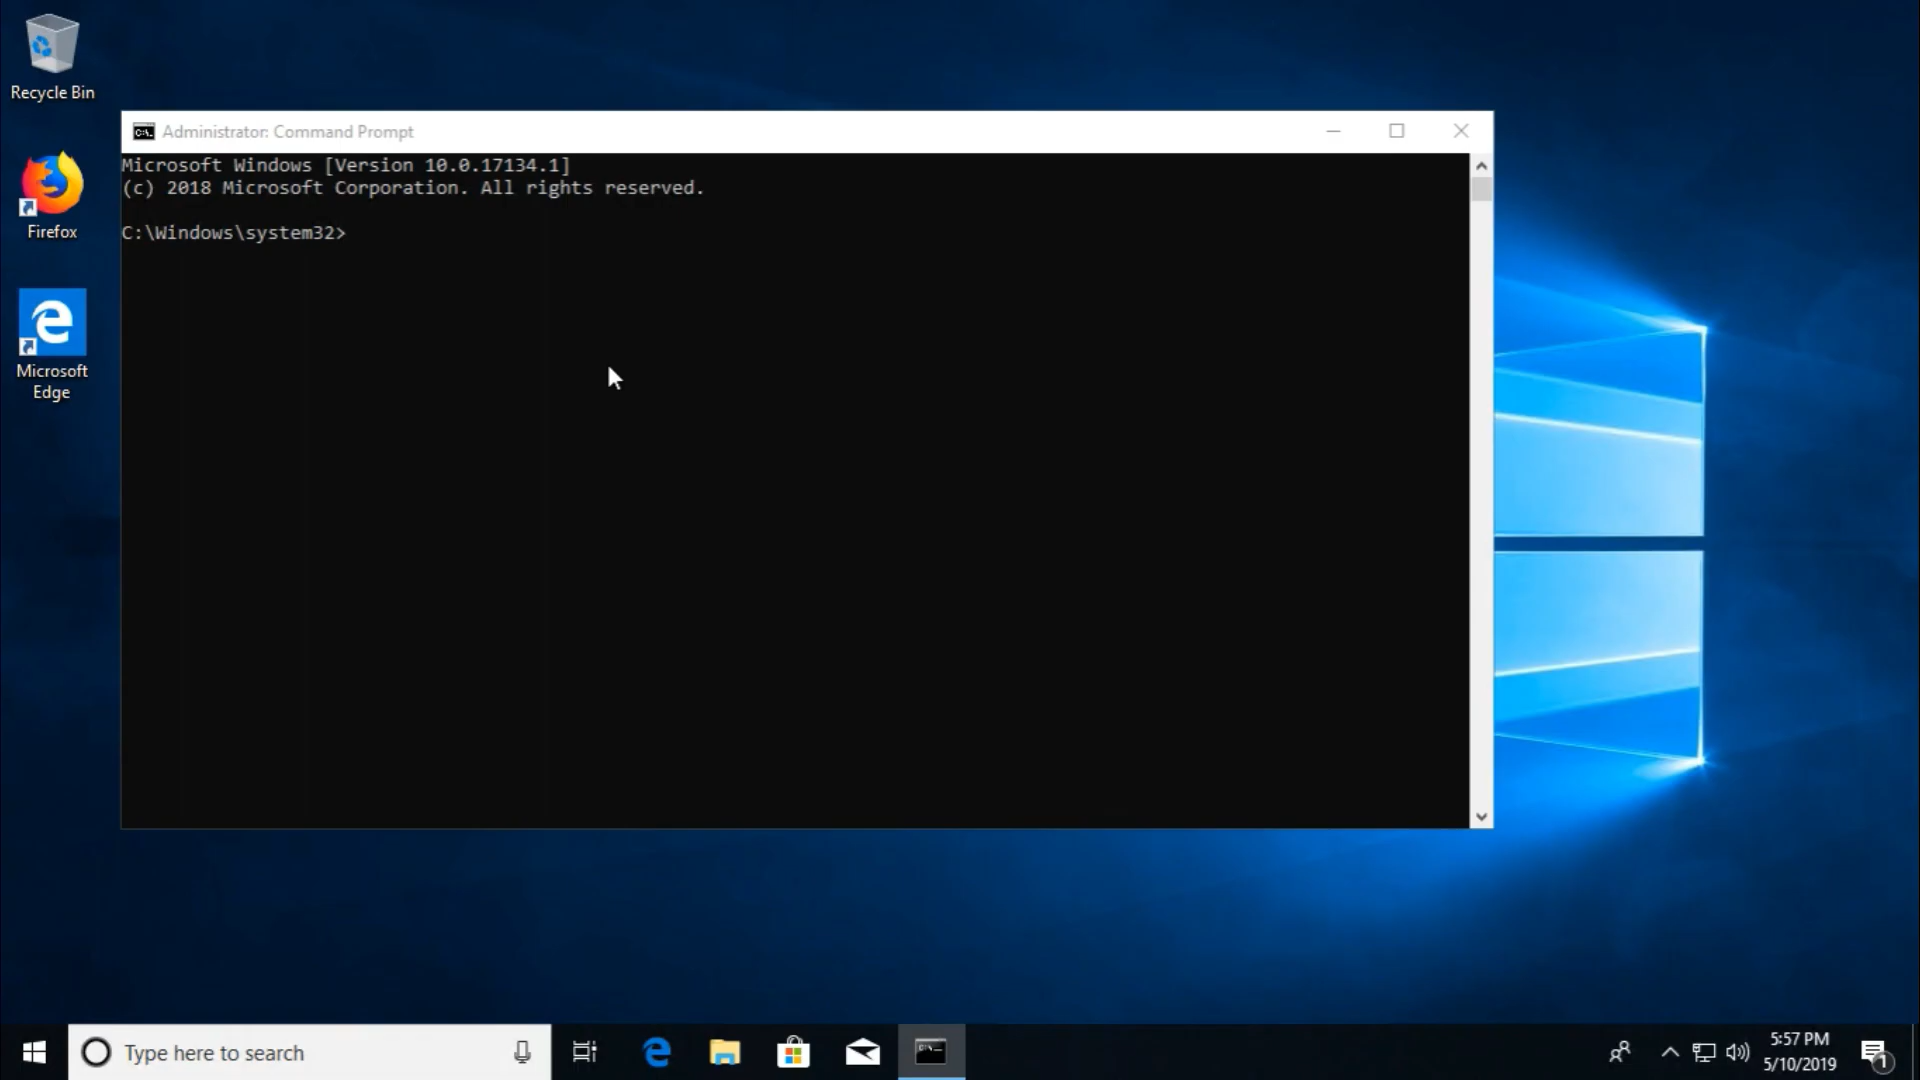 Recycle Bin
Firefox
Microsoft
Edge
Administrator: Command Prompt
Microsoft Windows [Version 10.0.17134.1]
(c) 2018 Microsoft Corporation. All rights reserved.
C:\Windows\system32>
Type here to search
5:57 PM
5/10/2019
1